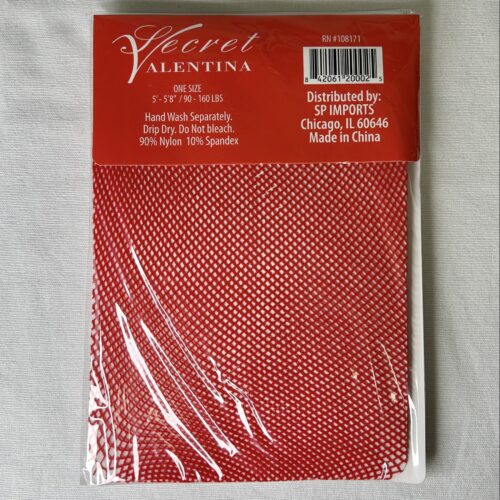 Secret
VALENTINA
ONE SIZE
5' - 5'8" / 90 - 160 LBS
Hand Wash Separately.
Drip Dry. Do Not bleach.
90% Nylon 10% Spandex
RN #108171
8 42061 20002 5
Distributed by:
SP IMPORTS
Chicago, IL 60646
Made in China